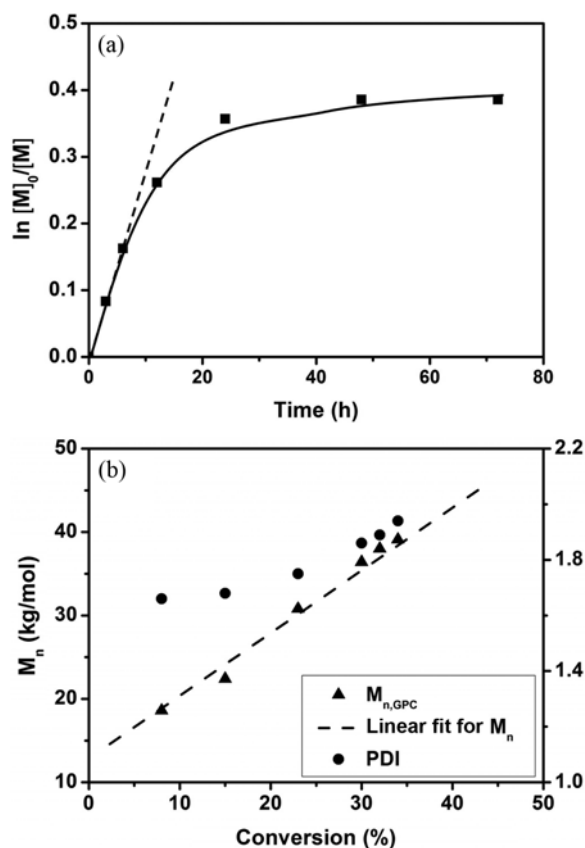 (a)
ln [M]₀/[M]
0.5
0.4
0.3
0.2
0.1
0.0
0 20 40 60 80
Time (h)
(b)
Mₙ (kg/mol)
50
40
30
20
10
2.2
1.8
1.4
1.0
Mₙ,GPC
Linear fit for Mₙ
PDI
0 10 20 30 40 50
Conversion (%)